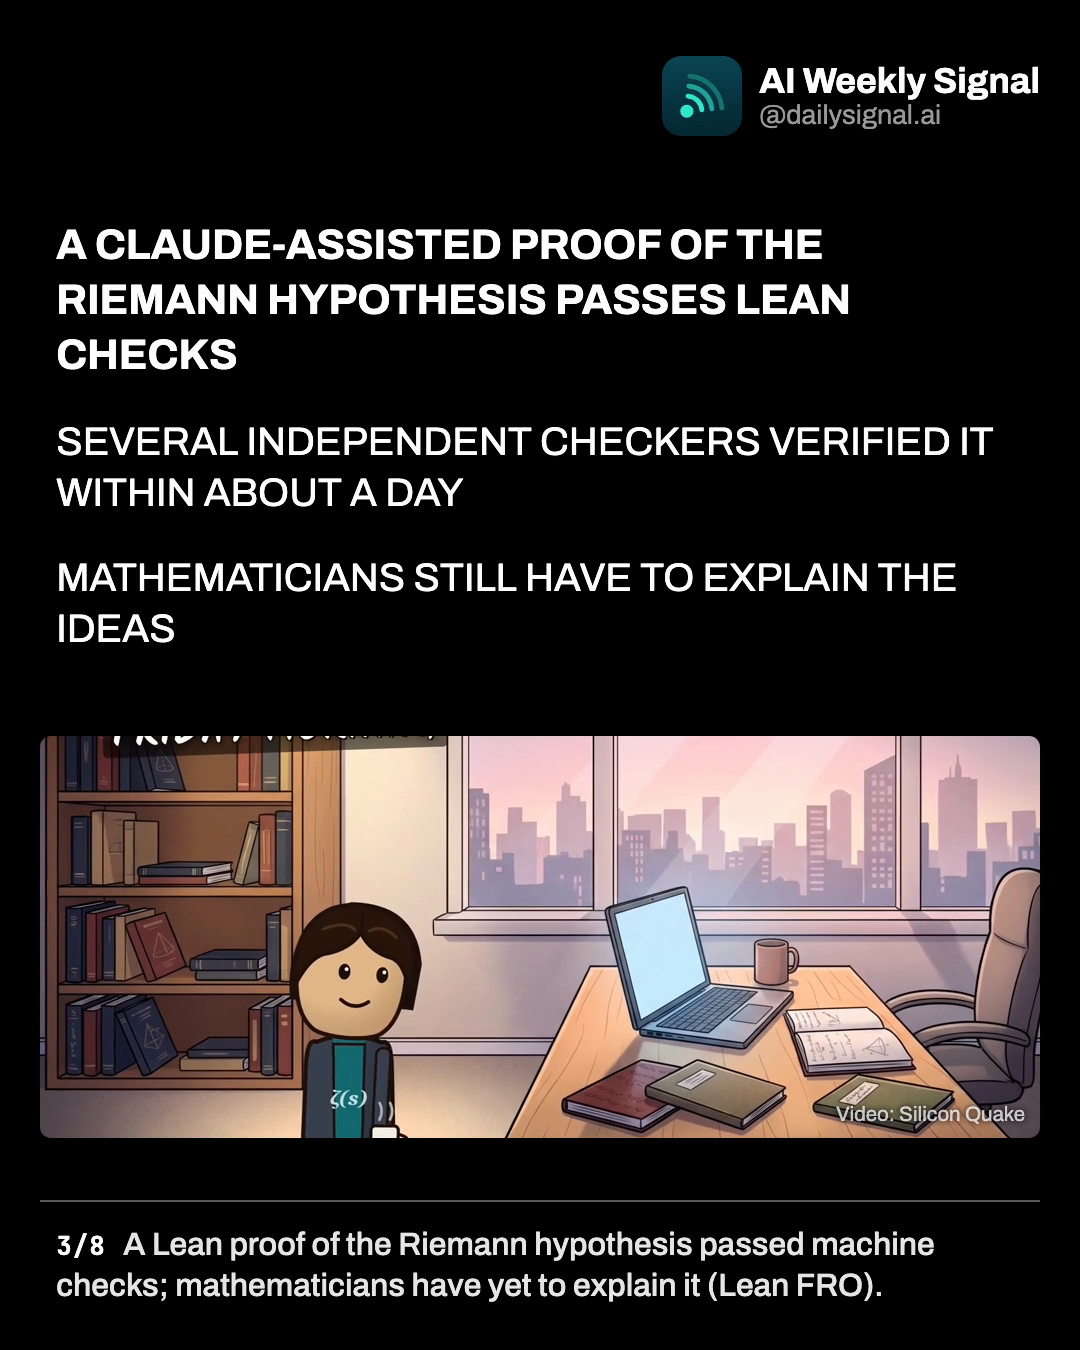 AI Weekly Signal
@dailysignal.ai
A CLAUDE-ASSISTED PROOF OF THE
RIEMANN HYPOTHESIS PASSES LEAN
CHECKS
SEVERAL INDEPENDENT CHECKERS VERIFIED IT
WITHIN ABOUT A DAY
MATHEMATICIANS STILL HAVE TO EXPLAIN THE
IDEAS
ζ(s)
Video: Silicon Quake
3/8 A Lean proof of the Riemann hypothesis passed machine
checks; mathematicians have yet to explain it (Lean FRO).